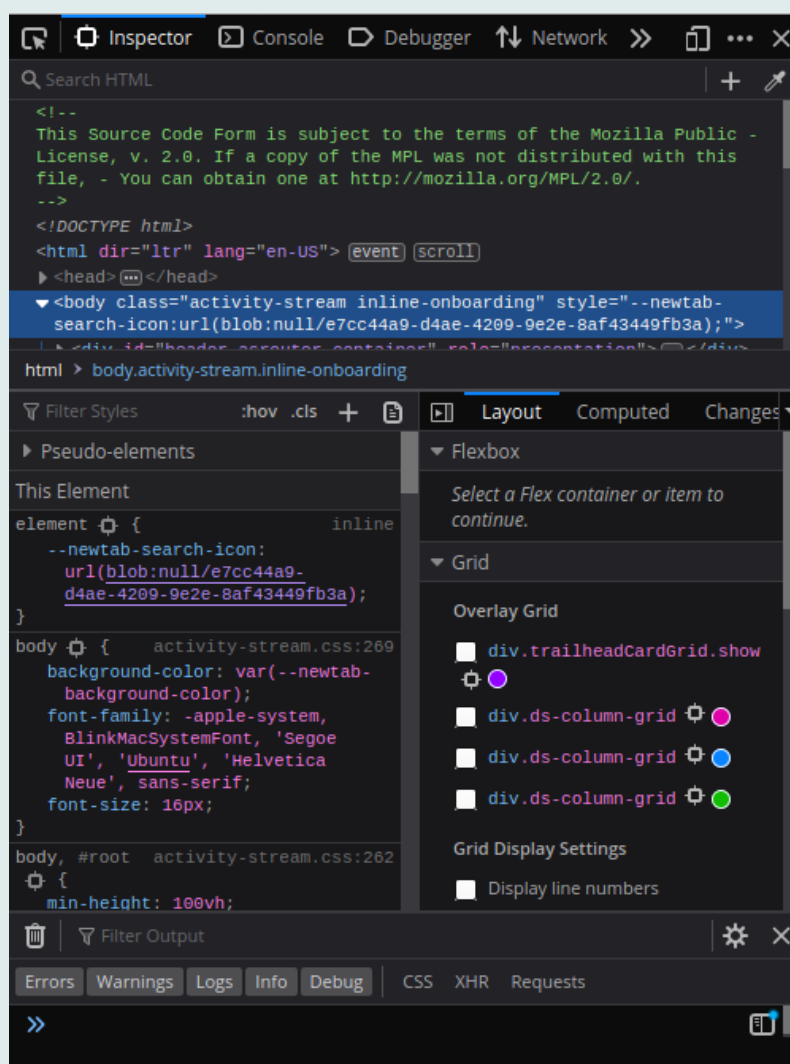 Inspector Console Debugger Network
Search HTML
<!--
This Source Code Form is subject to the terms of the Mozilla Public -
License, v. 2.0. If a copy of the MPL was not distributed with this
file, - You can obtain one at http://mozilla.org/MPL/2.0/.
-->
<!DOCTYPE html>
<html dir="ltr" lang="en-US"> event scroll
<head></head>
<body class="activity-stream inline-onboarding" style="--newtab-
search-icon:url(blob:null/e7cc44a9-d4ae-4209-9e2e-8af43449fb3a);">
<div id="header-asrouter-container" role="presentation"></div>
html > body.activity-stream.inline-onboarding
Filter Styles :hov .cls +
Pseudo-elements
This Element
element { inline
--newtab-search-icon:
url(blob:null/e7cc44a9-
d4ae-4209-9e2e-8af43449fb3a);
}
body { activity-stream.css:269
background-color: var(--newtab-
background-color);
font-family: -apple-system,
BlinkMacSystemFont, 'Segoe
UI', 'Ubuntu', 'Helvetica
Neue', sans-serif;
font-size: 16px;
}
body, #root activity-stream.css:262
{
min-height: 100vh;
Layout Computed Changes
Flexbox
Select a Flex container or item to
continue.
Grid
Overlay Grid
div.trailheadCardGrid.show
div.ds-column-grid
div.ds-column-grid
div.ds-column-grid
Grid Display Settings
Display line numbers
Filter Output
Errors Warnings Logs Info Debug CSS XHR Requests